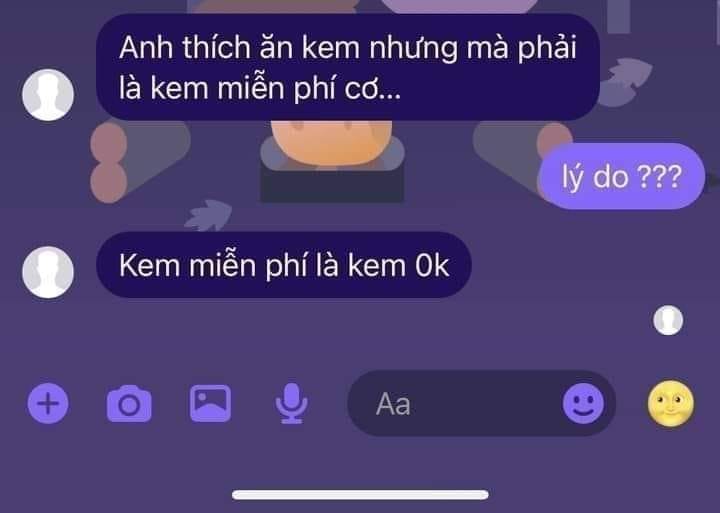 Anh thích ăn kem nhưng mà phải
là kem miễn phí cơ...
lý do ???
Kem miễn phí là kem 0k
Aa